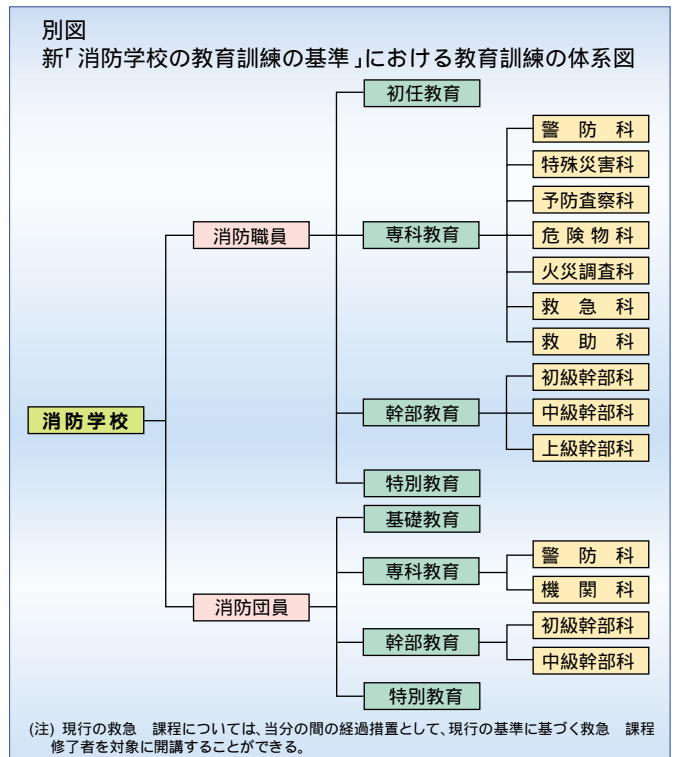 別図
新「消防学校の教育訓練の基準」における教育訓練の体系図
消防学校
消防職員
初任教育
専科教育
警防科
特殊災害科
予防査察科
危険物科
火災調査科
救急科
救助科
幹部教育
初級幹部科
中級幹部科
上級幹部科
特別教育
消防団員
基礎教育
専科教育
警防科
機関科
幹部教育
初級幹部科
中級幹部科
特別教育
(注) 現行の救急　課程については、当分の間の経過措置として、現行の基準に基づく救急　課程
修了者を対象に開講することができる。